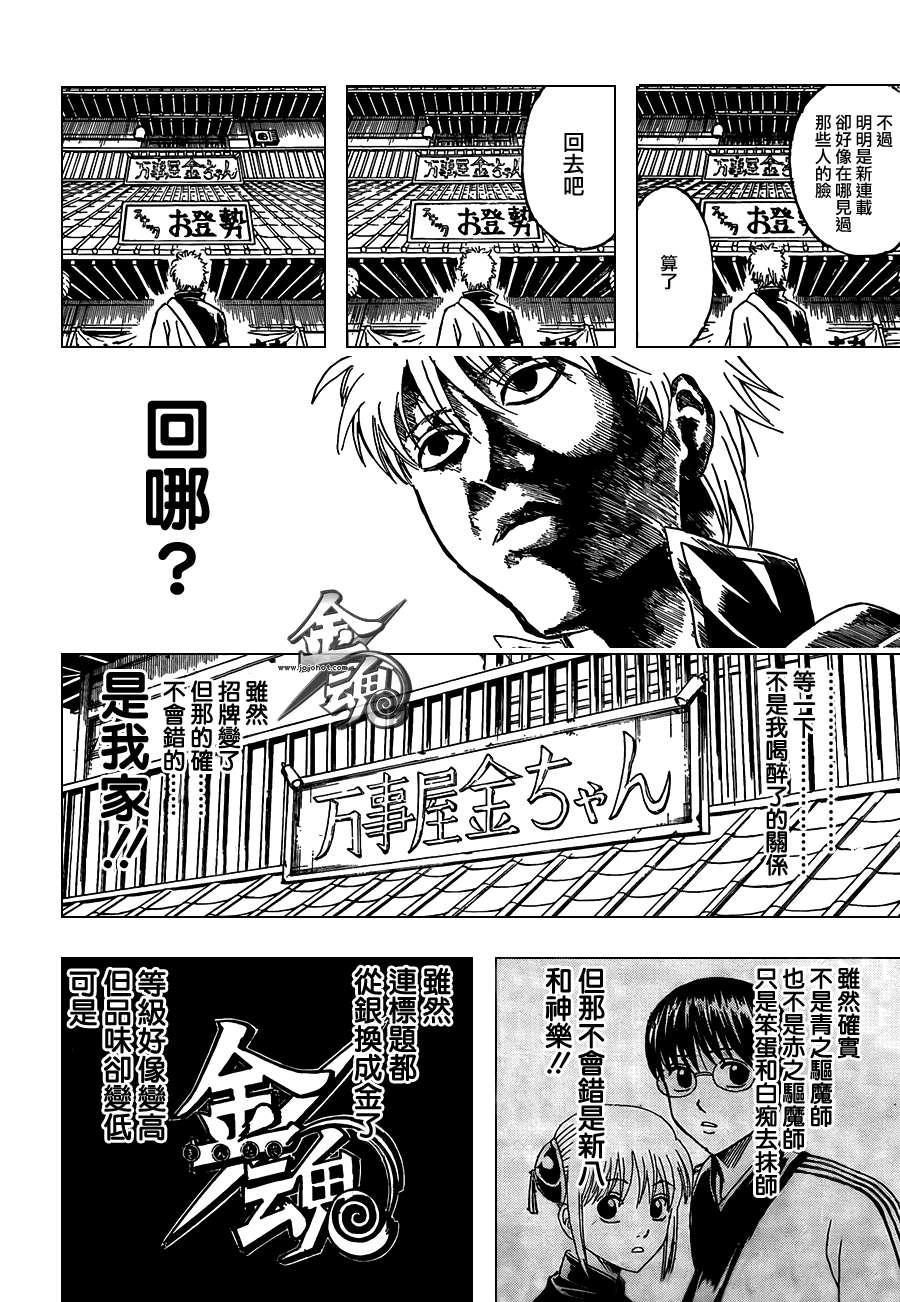 不過
明明是新連載
卻好像在哪見過
那些人的臉
算了
万事屋金ちゃん
お登勢
回去吧
万事屋金ちゃん
お登勢
万事屋金ちゃん
お登勢
回哪？
等一下…………
不是我喝醉了的關係
万事屋金ちゃん
金魂
www.jojohot.com
雖然
招牌變了
但那的確……
不會錯的……
是我家!!!
雖然確實
不是青之驅魔師
也不是赤之驅魔師
只是笨蛋和白痴去抹師
但那不會錯是新八
和神樂!!
雖然
連標題都
從銀換成金了
金魂
等級好像變高
但品味卻變低
可是